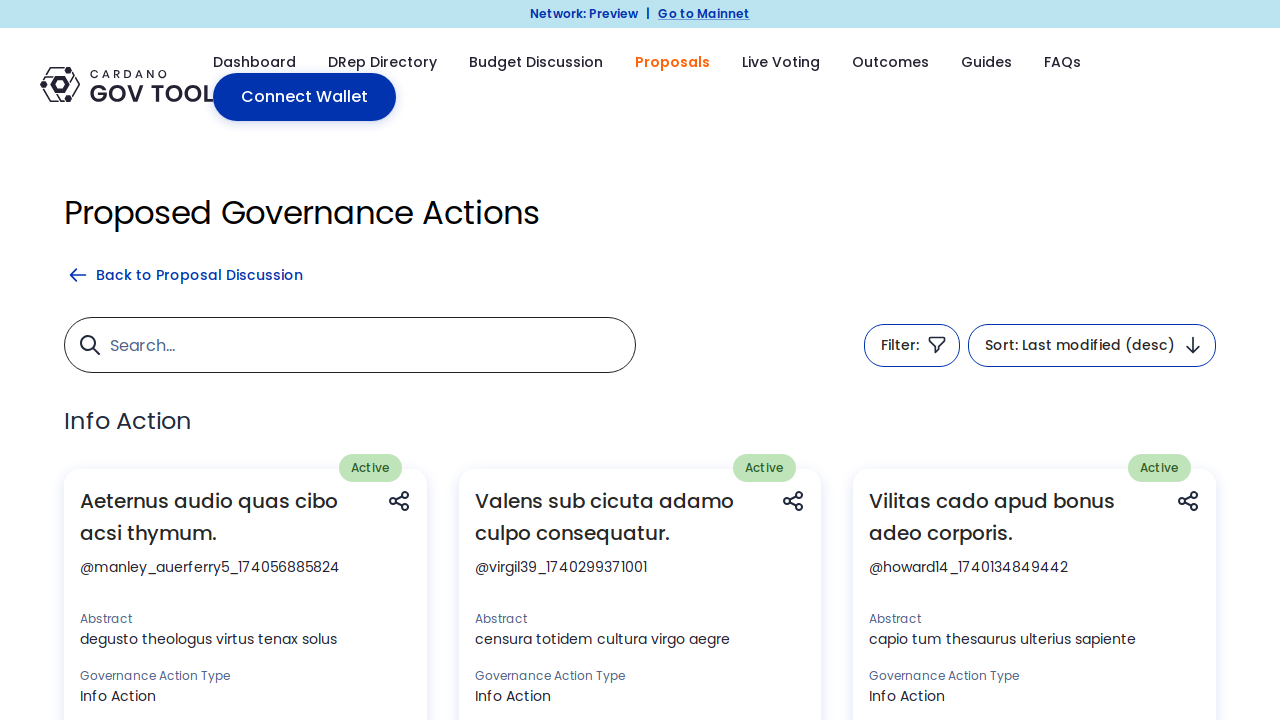 Network: Preview | Go to Mainnet
CARDANO
GOV TOOL
Dashboard DRep Directory Budget Discussion Proposals Live Voting Outcomes Guides FAQs
Connect Wallet
Proposed Governance Actions
Back to Proposal Discussion
Search...
Filter:
Sort: Last modified (desc)
Info Action
Active
Aeternus audio quas cibo
acsi thymum.
@manley_auerferry5_174056885824
Abstract
degusto theologus virtus tenax solus
Governance Action Type
Info Action
Active
Valens sub cicuta adamo
culpo consequatur.
@virgil39_1740299371001
Abstract
censura totidem cultura virgo aegre
Governance Action Type
Info Action
Active
Vilitas cado apud bonus
adeo corporis.
@howard14_1740134849442
Abstract
capio tum thesaurus ulterius sapiente
Governance Action Type
Info Action